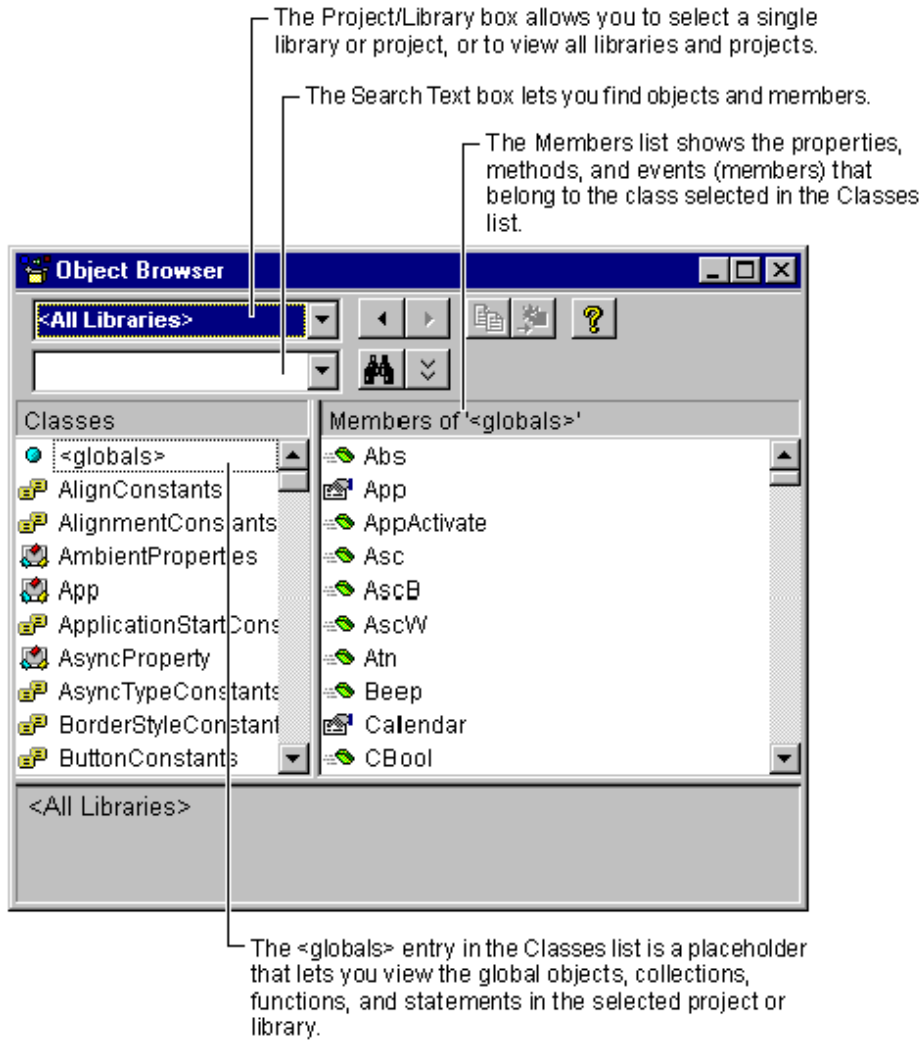 The Project/Library box allows you to select a single
library or project, or to view all libraries and projects.
The Search Text box lets you find objects and members.
The Members list shows the properties,
methods, and events (members) that
belong to the class selected in the Classes
list.
Object Browser
<All Libraries>
Classes
Members of '<globals>'
<globals>
AlignConstants
AlignmentConstants
AmbientProperties
App
ApplicationStartCons
AsyncProperty
AsyncTypeConstants
BorderStyleConstant
ButtonConstants
Abs
App
AppActivate
Asc
AscB
AscW
Atn
Beep
Calendar
CBool
<All Libraries>
The <globals> entry in the Classes list is a placeholder
that lets you view the global objects, collections,
functions, and statements in the selected project or
library.